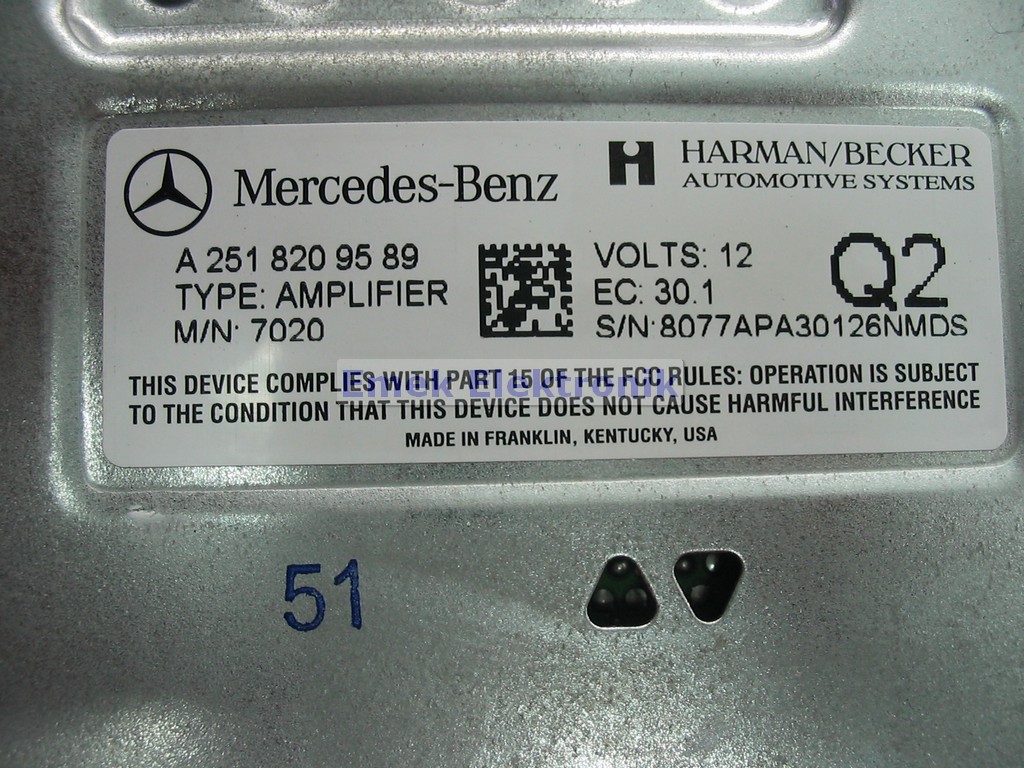 Mercedes-Benz
HARMAN/BECKER
AUTOMOTIVE SYSTEMS
A 251 820 95 89
TYPE: AMPLIFIER
M/N: 7020
VOLTS: 12
EC: 30.1
Q2
S/N:8077APA30126NMDS
THIS DEVICE COMPLIES WITH PART 15 OF THE FCC RULES: OPERATION IS SUBJECT
TO THE CONDITION THAT THIS DEVICE DOES NOT CAUSE HARMFUL INTERFERENCE
MADE IN FRANKLIN, KENTUCKY, USA
Emek Elektronik
51